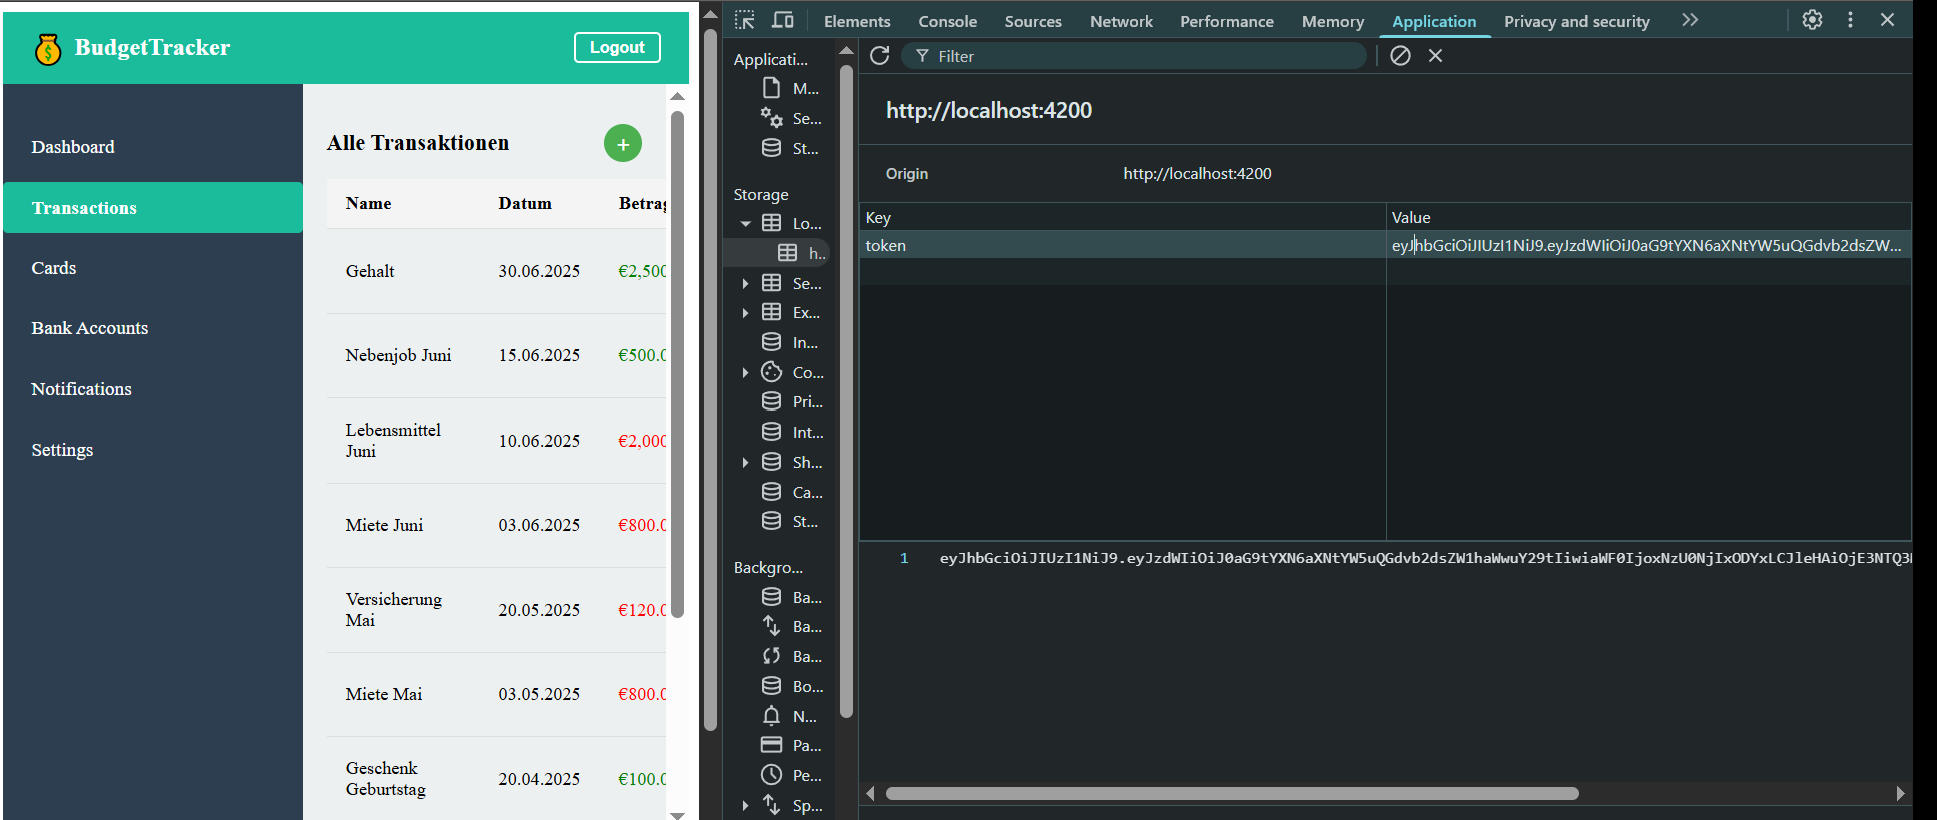 BudgetTracker
Logout
Dashboard
Transactions
Cards
Bank Accounts
Notifications
Settings
Alle Transaktionen
+
Name Datum Betrag
Gehalt 30.06.2025 €2,500
Nebenjob Juni 15.06.2025 €500.0
Lebensmittel
Juni
10.06.2025 €2,000
Miete Juni 03.06.2025 €800.0
Versicherung
Mai
20.05.2025 €120.0
Miete Mai 03.05.2025 €800.0
Geschenk
Geburtstag
20.04.2025 €100.0
Elements Console Sources Network Performance Memory Application Privacy and security
Applicati...
M...
Se...
St...
Storage
Lo...
h..
Se...
Ex...
In...
Co...
Pri...
Int...
Sh...
Ca...
St...
Backgro...
Ba...
Ba...
Ba...
Bo...
N...
Pa...
Pe...
Sp...
Filter
http://localhost:4200
Origin http://localhost:4200
Key Value
token eyJhbGciOiJIUzI1NiJ9.eyJzdWIiOiJ0aG9tYXN6aXNtYW5uQGdvb2dsZW...
1 eyJhbGciOiJIUzI1NiJ9.eyJzdWIiOiJ0aG9tYXN6aXNtYW5uQGdvb2dsZW1haWwuY29tIiwiaWF0IjoxNzU0NjIxODYxLCJleHAiOjE3NTQ3